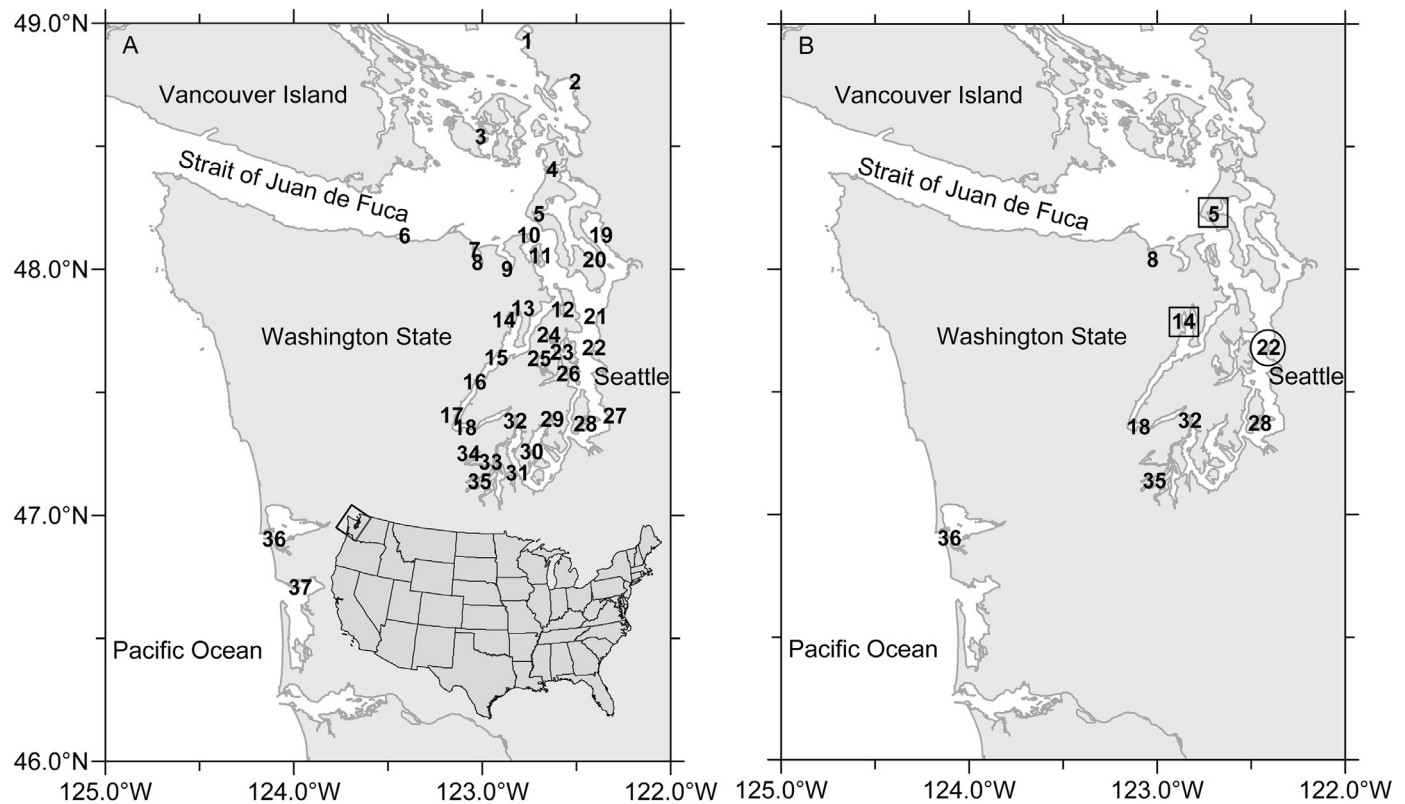 49.0°N
A
1
2
Vancouver Island
3
4
Strait of Juan de Fuca
5
6
10
19
7
8
11
20
48.0°N
9
13
12
14
21
Washington State
24
22
23
15
25
26
16
Seattle
17
18
32
29
28
27
34
33
30
31
35
47.0°N
36
37
Pacific Ocean
46.0°N
125.0°W 124.0°W 123.0°W 122.0°W
B
Vancouver Island
Strait of Juan de Fuca
5
8
14
Washington State
22
Seattle
18
32
28
35
36
Pacific Ocean
125.0°W 124.0°W 123.0°W 122.0°W